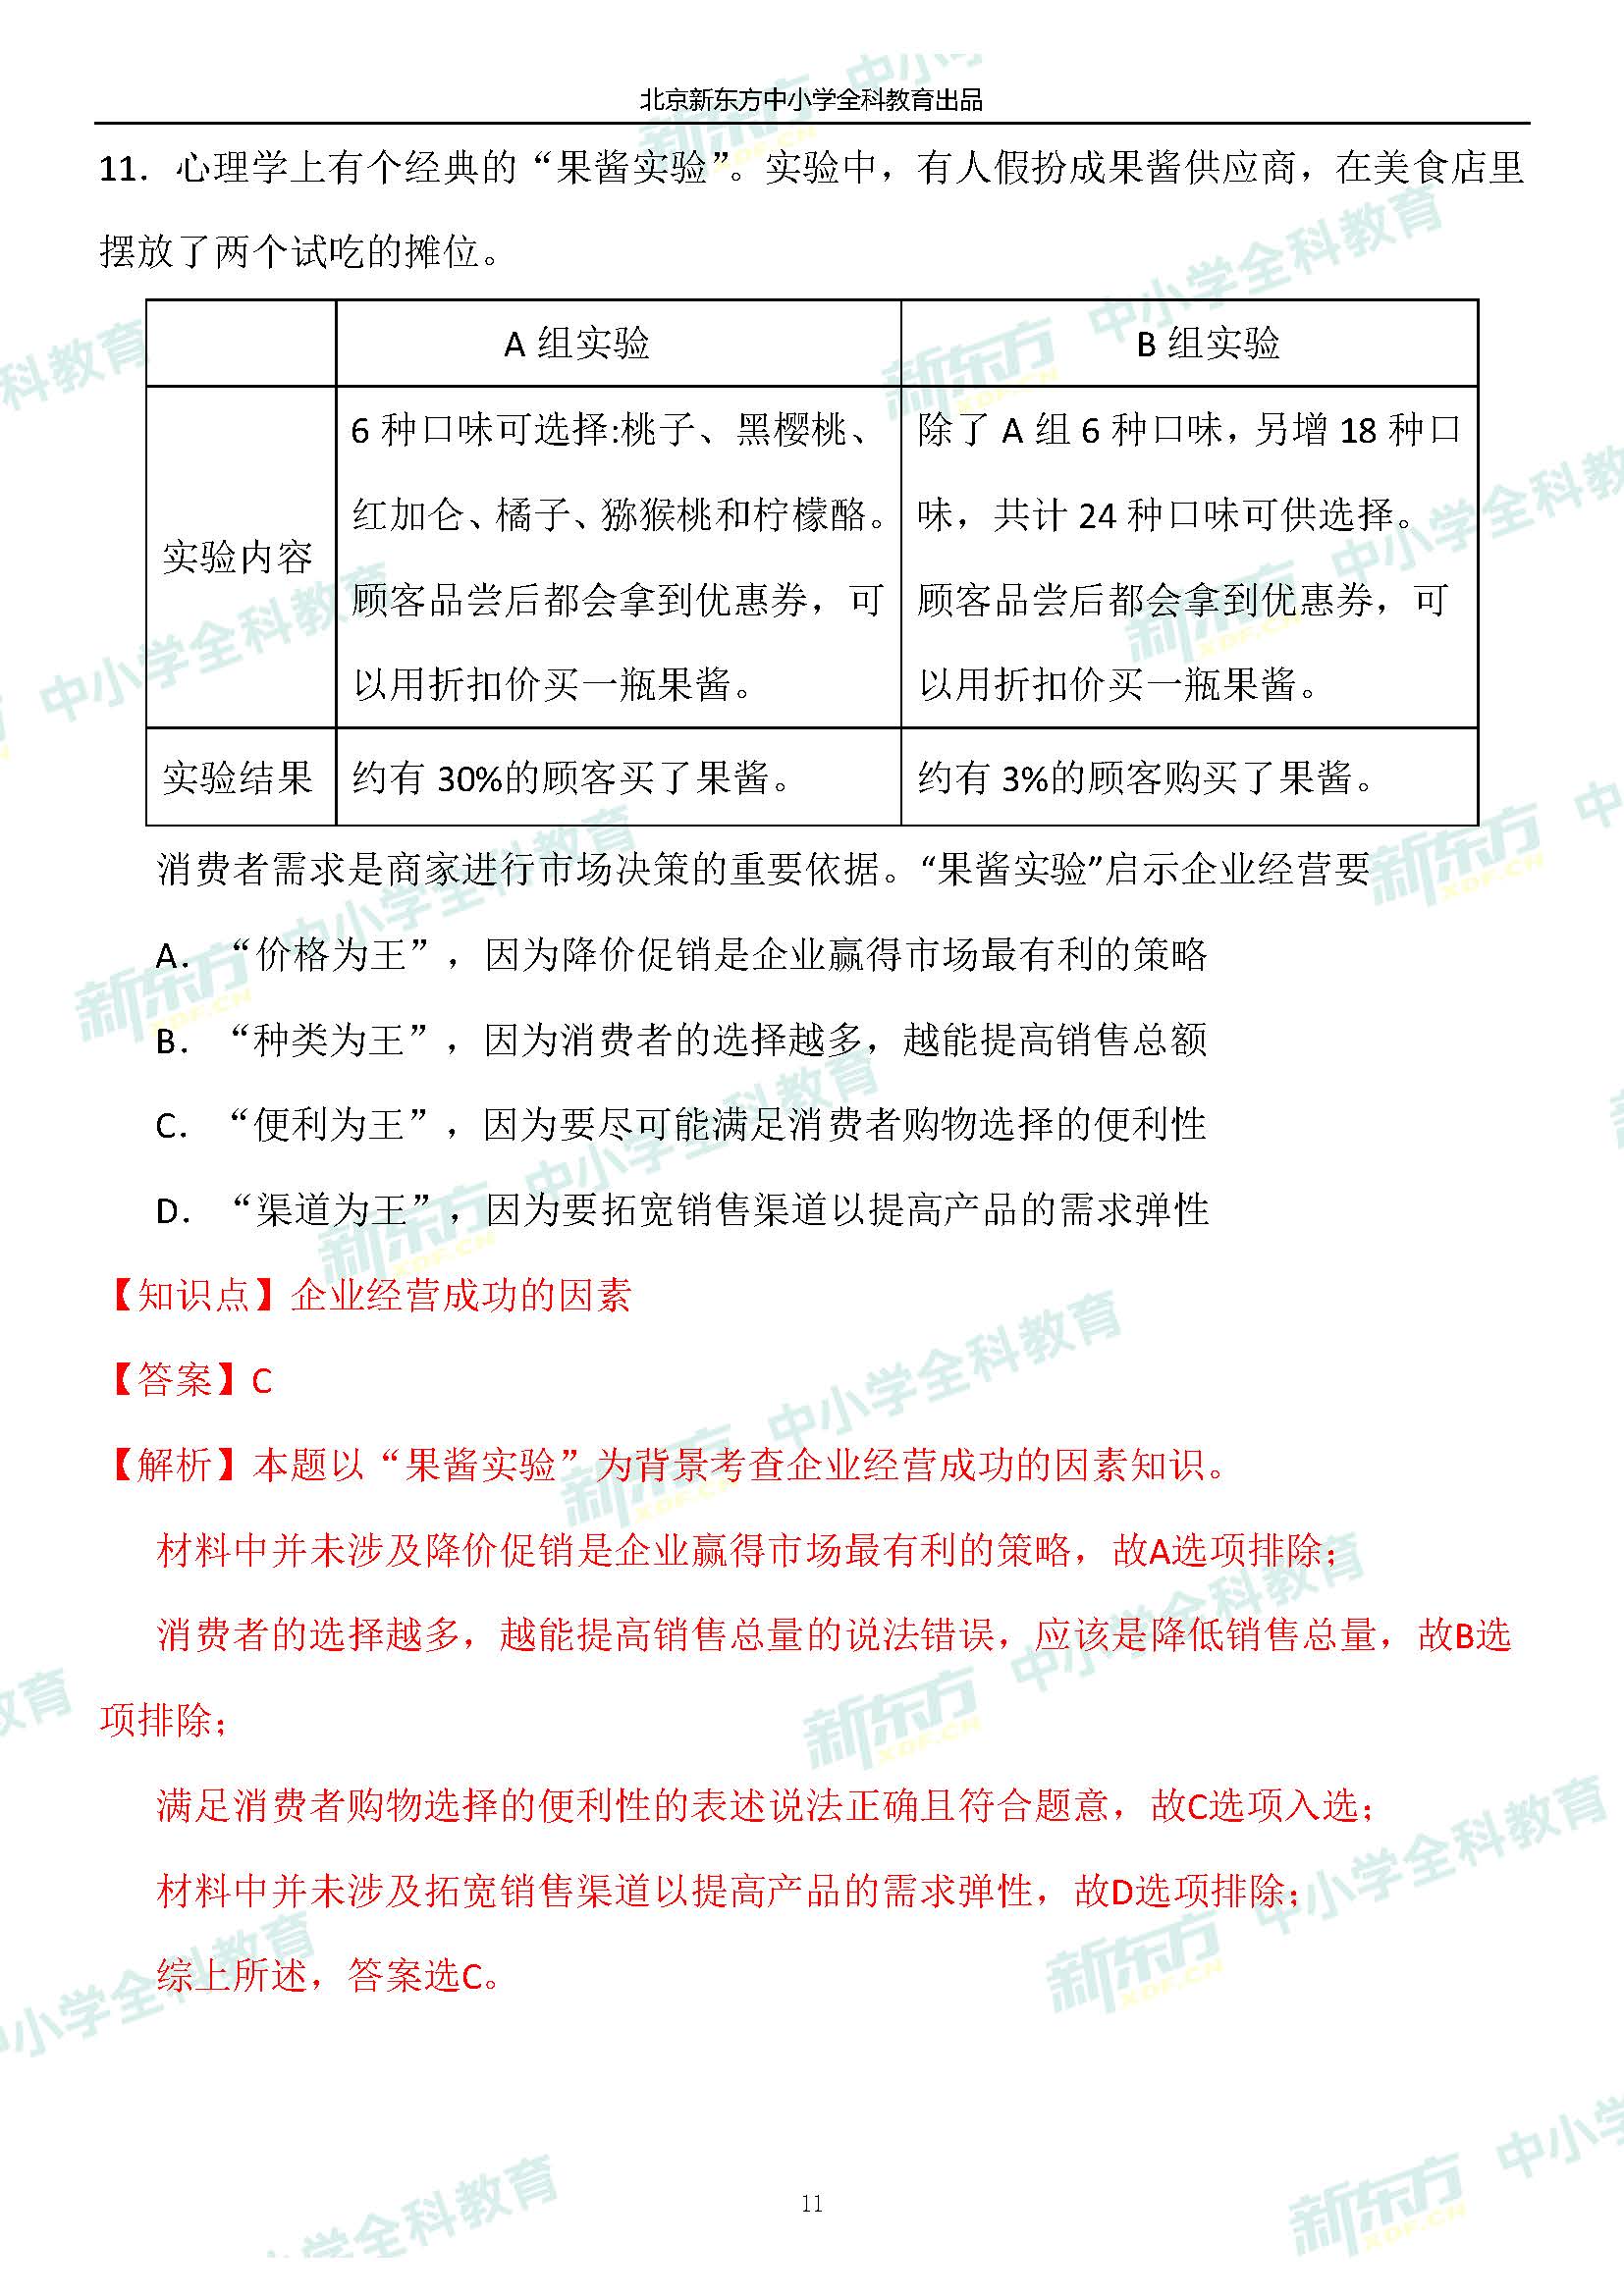 北京新东方中小学全科教育出品
11．心理学上有个经典的“果酱实验”。实验中，有人假扮成果酱供应商，在美食店里
摆放了两个试吃的摊位。
A 组实验
B 组实验
实验内容
6 种口味可选择:桃子、黑樱桃、
红加仑、橘子、猕猴桃和柠檬酪。
顾客品尝后都会拿到优惠券，可
以用折扣价买一瓶果酱。
除了 A 组 6 种口味，另增 18 种口
味，共计 24 种口味可供选择。
顾客品尝后都会拿到优惠券，可
以用折扣价买一瓶果酱。
实验结果
约有 30%的顾客买了果酱。
约有 3%的顾客购买了果酱。
消费者需求是商家进行市场决策的重要依据。“果酱实验”启示企业经营要
A．“价格为王”，因为降价促销是企业赢得市场最有利的策略
B．“种类为王”，因为消费者的选择越多，越能提高销售总额
C．“便利为王”，因为要尽可能满足消费者购物选择的便利性
D．“渠道为王”，因为要拓宽销售渠道以提高产品的需求弹性
【知识点】企业经营成功的因素
【答案】C
【解析】本题以“果酱实验”为背景考查企业经营成功的因素知识。
材料中并未涉及降价促销是企业赢得市场最有利的策略，故A选项排除；
消费者的选择越多，越能提高销售总量的说法错误，应该是降低销售总量，故B选
项排除；
满足消费者购物选择的便利性的表述说法正确且符合题意，故C选项入选；
材料中并未涉及拓宽销售渠道以提高产品的需求弹性，故D选项排除；
综上所述，答案选C。
11
新东方 XDF.CN 中小学全科教育